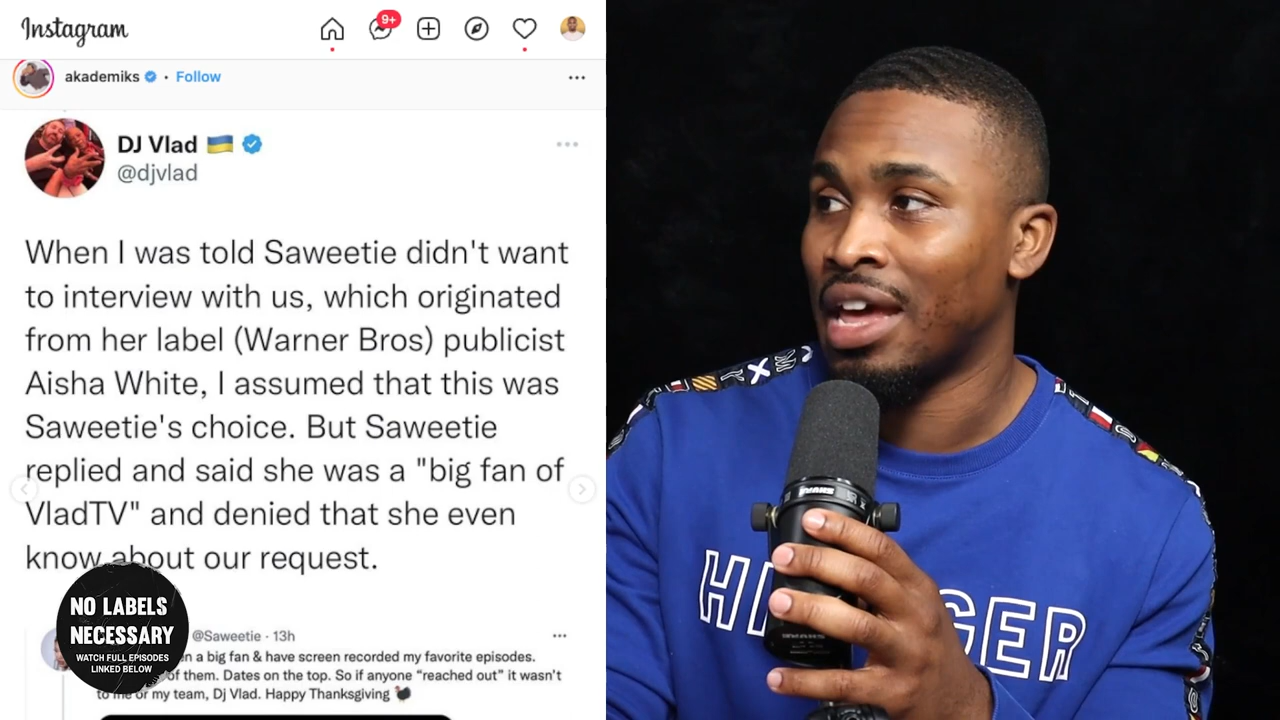 Instagram
9+
akademiks • Follow
DJ Vlad
@djvlad
When I was told Saweetie didn't want
to interview with us, which originated
from her label (Warner Bros) publicist
Aisha White, I assumed that this was
Saweetie's choice. But Saweetie
replied and said she was a "big fan of
VladTV" and denied that she even
know about our request.
NO LABELS
NECESSARY
WATCH FULL EPISODES
LINKED BELOW
@Saweetie · 13h
a big fan & have screen recorded my favorite episodes.
of them. Dates on the top. So if anyone "reached out" it wasn't
to me or my team, Dj Vlad. Happy Thanksgiving
HI GER